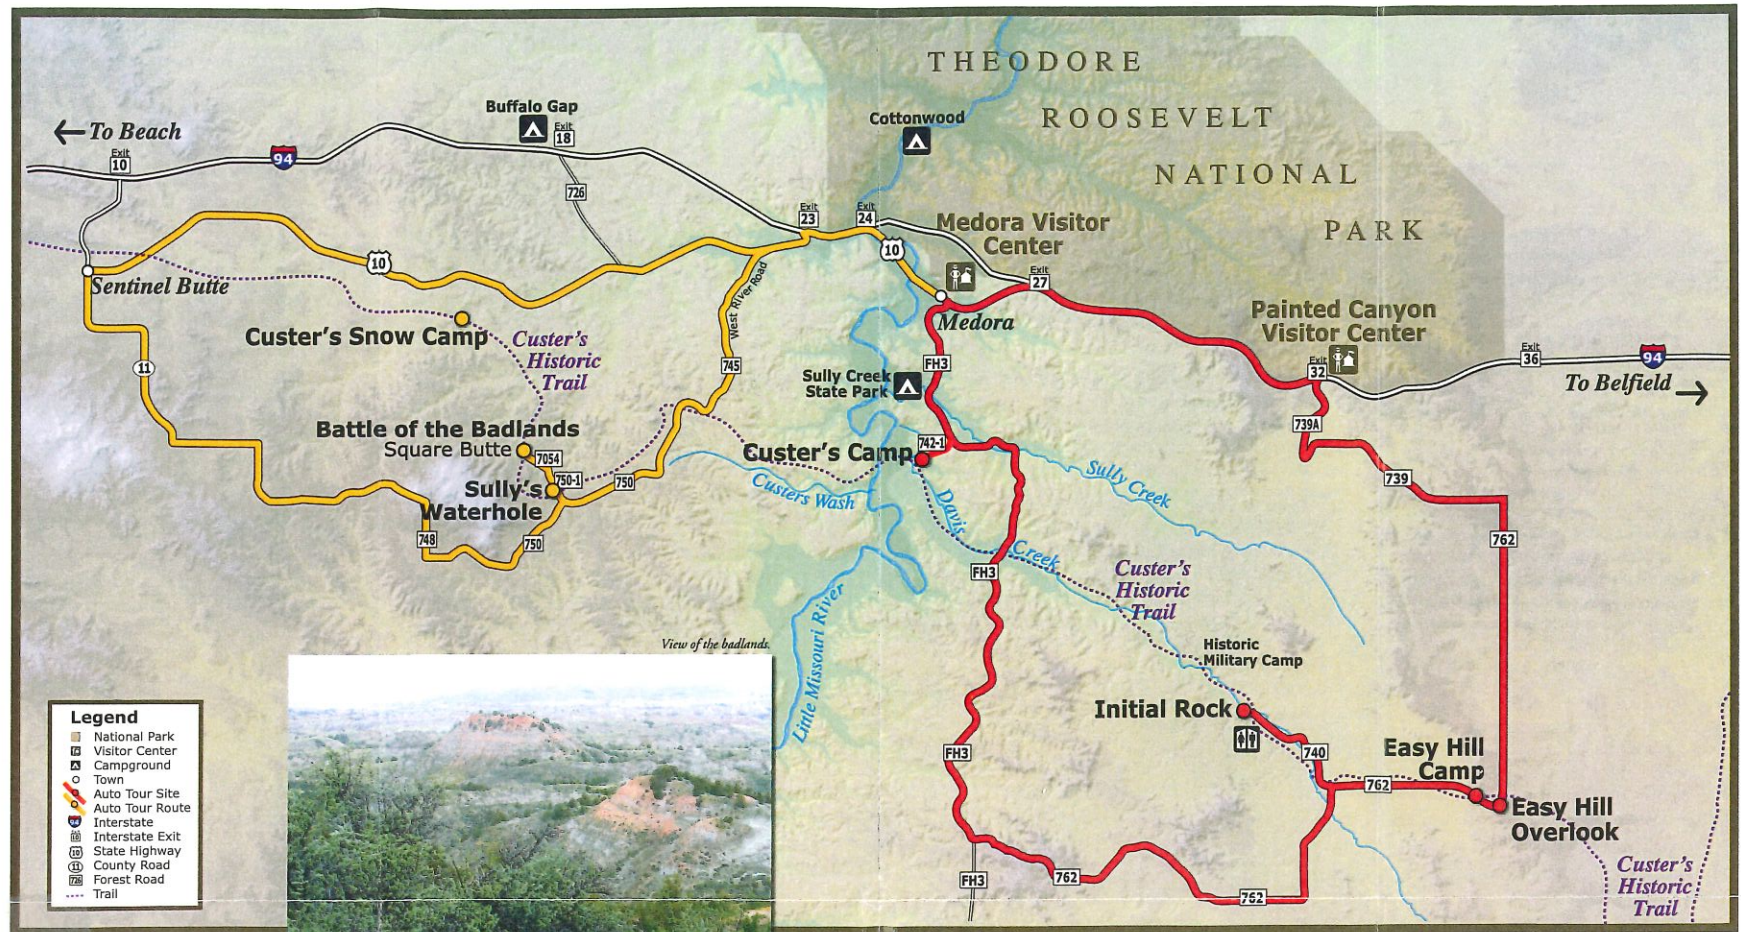 THEODORE
ROOSEVELT
NATIONAL
PARK
To Beach
Exit
10
94
Buffalo Gap
Exit
18
726
Cottonwood
Exit
23
Exit
24
10
Medora Visitor
Center
Exit
27
Medora
Painted Canyon
Visitor Center
Exit
32
Exit
36
94
To Belfield
Sentinel Butte
10
Custer's Snow Camp
Custer's
Historic
Trail
West River Road
745
11
FH3
Sully Creek
State Park
739A
739
762
Battle of the Badlands
Square Butte
7054
750-1
750
Sully's
Waterhole
748
750
742-1
Custer's Camp
Custers Wash
Davis
Creek
Sully Creek
FH3
Custer's
Historic
Trail
Little Missouri River
Historic
Military Camp
Initial Rock
740
762
Easy Hill
Camp
Easy Hill
Overlook
Custer's
Historic
Trail
FH3
FH3
762
762
View of the badlands.
Legend
National Park
Visitor Center
Campground
Town
Auto Tour Site
Auto Tour Route
94 Interstate
Interstate Exit
10 State Highway
11 County Road
726 Forest Road
Trail